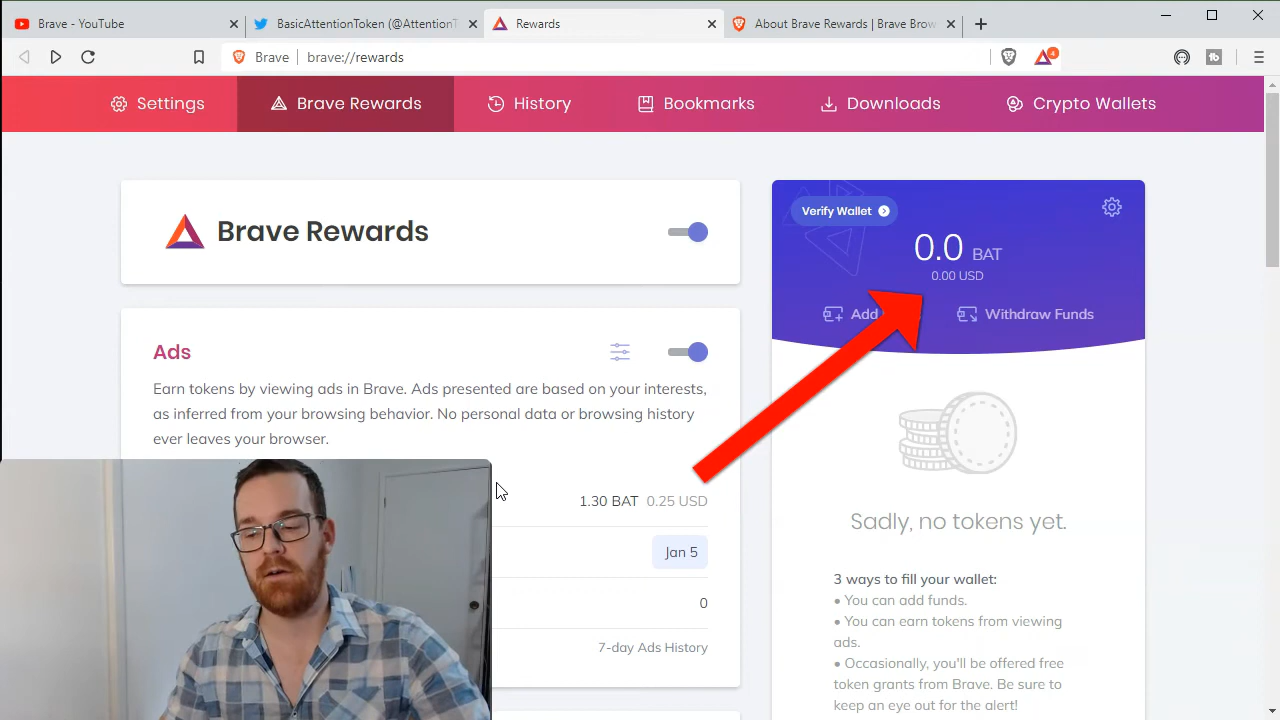 Brave - YouTube
BasicAttentionToken (@AttentionT
Rewards
About Brave Rewards | Brave Brow
Brave
brave://rewards
4
tb
Settings
Brave Rewards
History
Bookmarks
Downloads
Crypto Wallets
Brave Rewards
Ads
Earn tokens by viewing ads in Brave. Ads presented are based on your interests,
as inferred from your browsing behavior. No personal data or browsing history
ever leaves your browser.
1.30 BAT 0.25 USD
Jan 5
0
7-day Ads History
Verify Wallet
0.0 BAT
0.00 USD
Add
Withdraw Funds
Sadly, no tokens yet.
3 ways to fill your wallet:
• You can add funds.
• You can earn tokens from viewing
ads.
• Occasionally, you'll be offered free
token grants from Brave. Be sure to
keep an eye out for the alert!